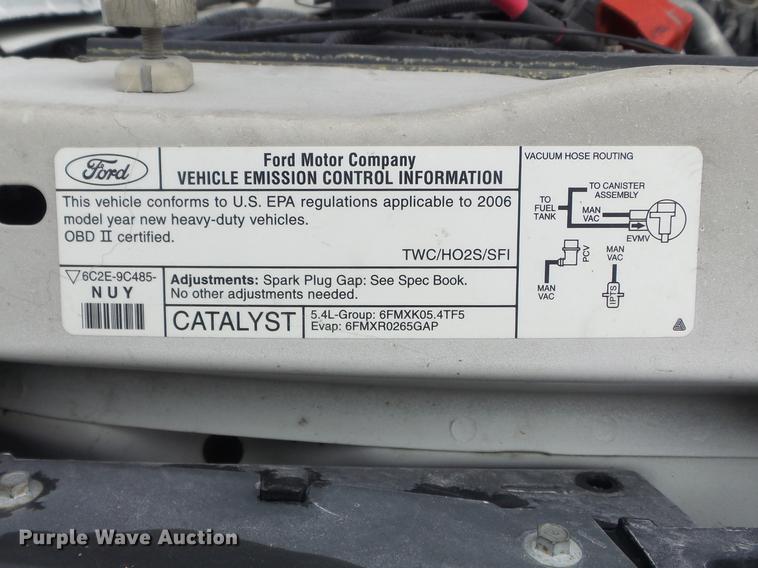 Ford
Ford Motor Company
VEHICLE EMISSION CONTROL INFORMATION
This vehicle conforms to U.S. EPA regulations applicable to 2006
model year new heavy-duty vehicles.
OBD II certified.
TWC/HO2S/SFI
6C2E-9C485-
NUY
Adjustments: Spark Plug Gap: See Spec Book.
No other adjustments needed.
CATALYST
5.4L-Group: 6FMXK05.4TF5
Evap: 6FMXR0265GAP
VACUUM HOSE ROUTING
TO CANISTER
ASSEMBLY
TO
FUEL
TANK
MAN
VAC
EVMV
PCV
MAN
VAC
MAN
VAC
IPTS
Purple Wave Auction